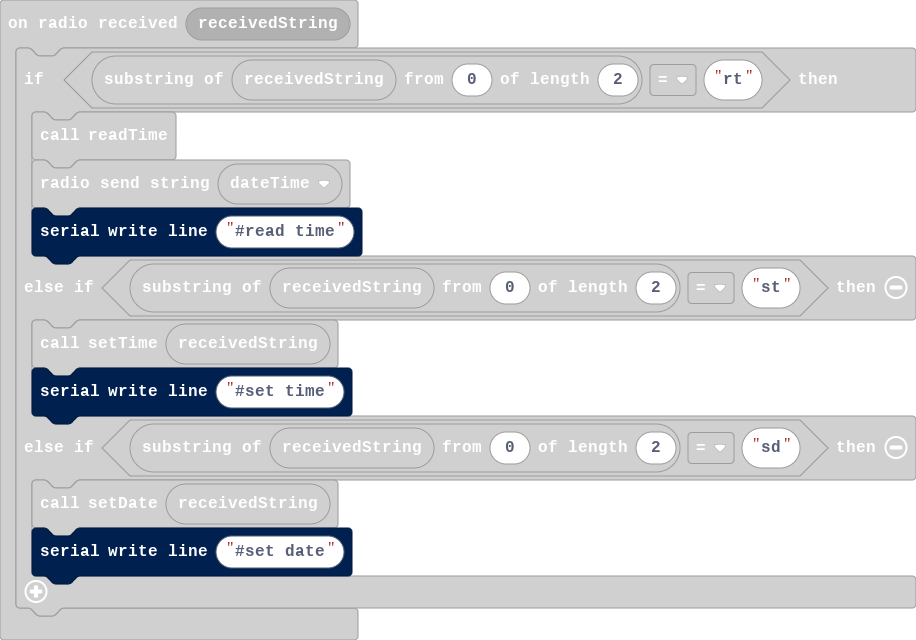 on radio received receivedString
if substring of receivedString from 0 of length 2 = "rt" then
call readTime
radio send string dateTime
serial write line "#read time"
else if substring of receivedString from 0 of length 2 = "st" then
call setTime receivedString
serial write line "#set time"
else if substring of receivedString from 0 of length 2 = "sd" then
call setDate receivedString
serial write line "#set date"